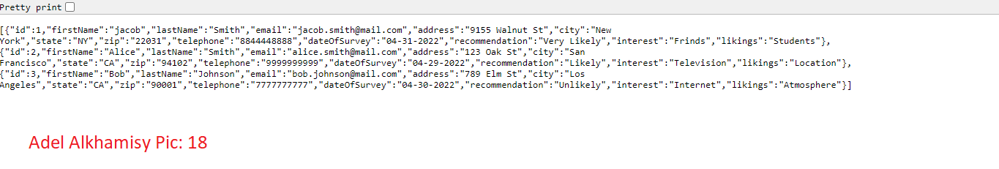 Pretty print
[{"id":1,"firstName":"jacob","lastName":"Smith","email":"jacob.smith@mail.com","address":"9155 Walnut St","city":"New
York","state":"NY","zip":"22031","telephone":"8844448888","dateOfSurvey":"04-31-2022","recommendation":"Very Likely","interest":"Frinds","likings":"Students"},
{"id":2,"firstName":"Alice","lastName":"Smith","email":"alice.smith@mail.com","address":"123 Oak St","city":"San
Francisco","state":"CA","zip":"94102","telephone":"9999999999","dateOfSurvey":"04-29-2022","recommendation":"Likely","interest":"Television","likings":"Location"},
{"id":3,"firstName":"Bob","lastName":"Johnson","email":"bob.johnson@mail.com","address":"789 Elm St","city":"Los
Angeles","state":"CA","zip":"90001","telephone":"7777777777","dateOfSurvey":"04-30-2022","recommendation":"Unlikely","interest":"Internet","likings":"Atmosphere"}]
Adel Alkhamisy Pic: 18